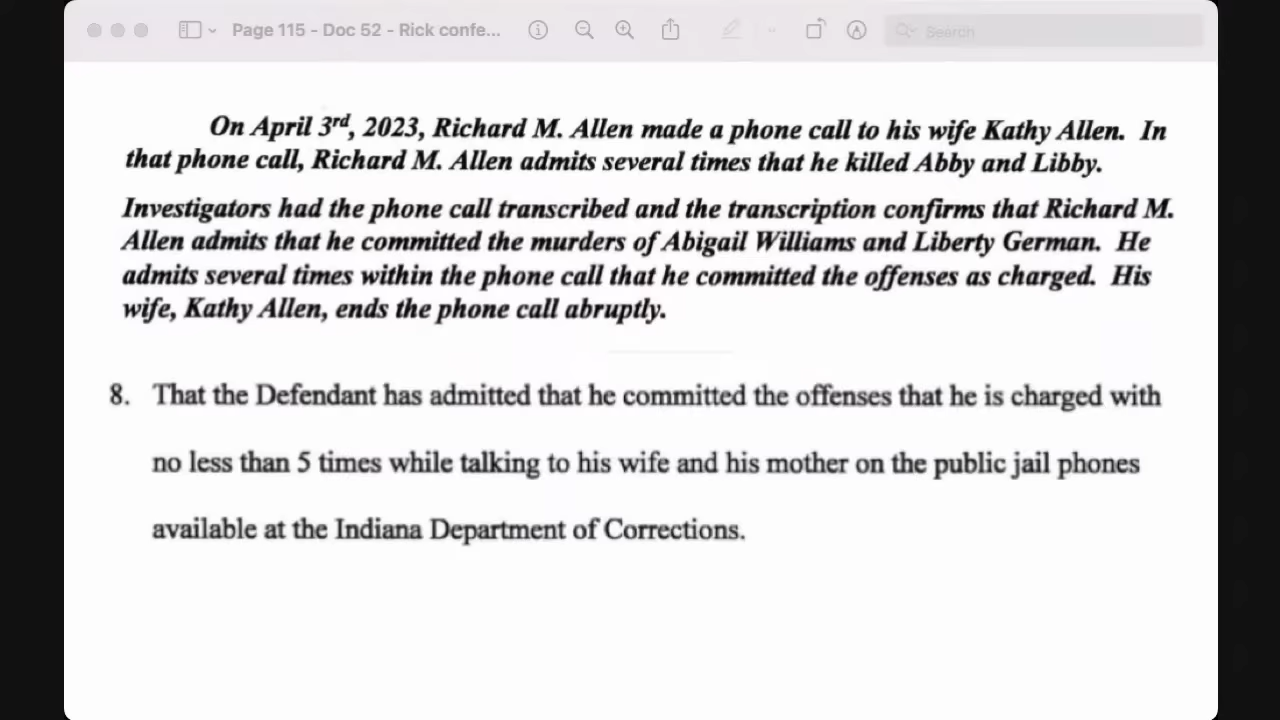 Page 115 - Doc 52 - Rick confe...
Search
On April 3rd, 2023, Richard M. Allen made a phone call to his wife Kathy Allen. In
that phone call, Richard M. Allen admits several times that he killed Abby and Libby.
Investigators had the phone call transcribed and the transcription confirms that Richard M.
Allen admits that he committed the murders of Abigail Williams and Liberty German. He
admits several times within the phone call that he committed the offenses as charged. His
wife, Kathy Allen, ends the phone call abruptly.
8. That the Defendant has admitted that he committed the offenses that he is charged with
no less than 5 times while talking to his wife and his mother on the public jail phones
available at the Indiana Department of Corrections.